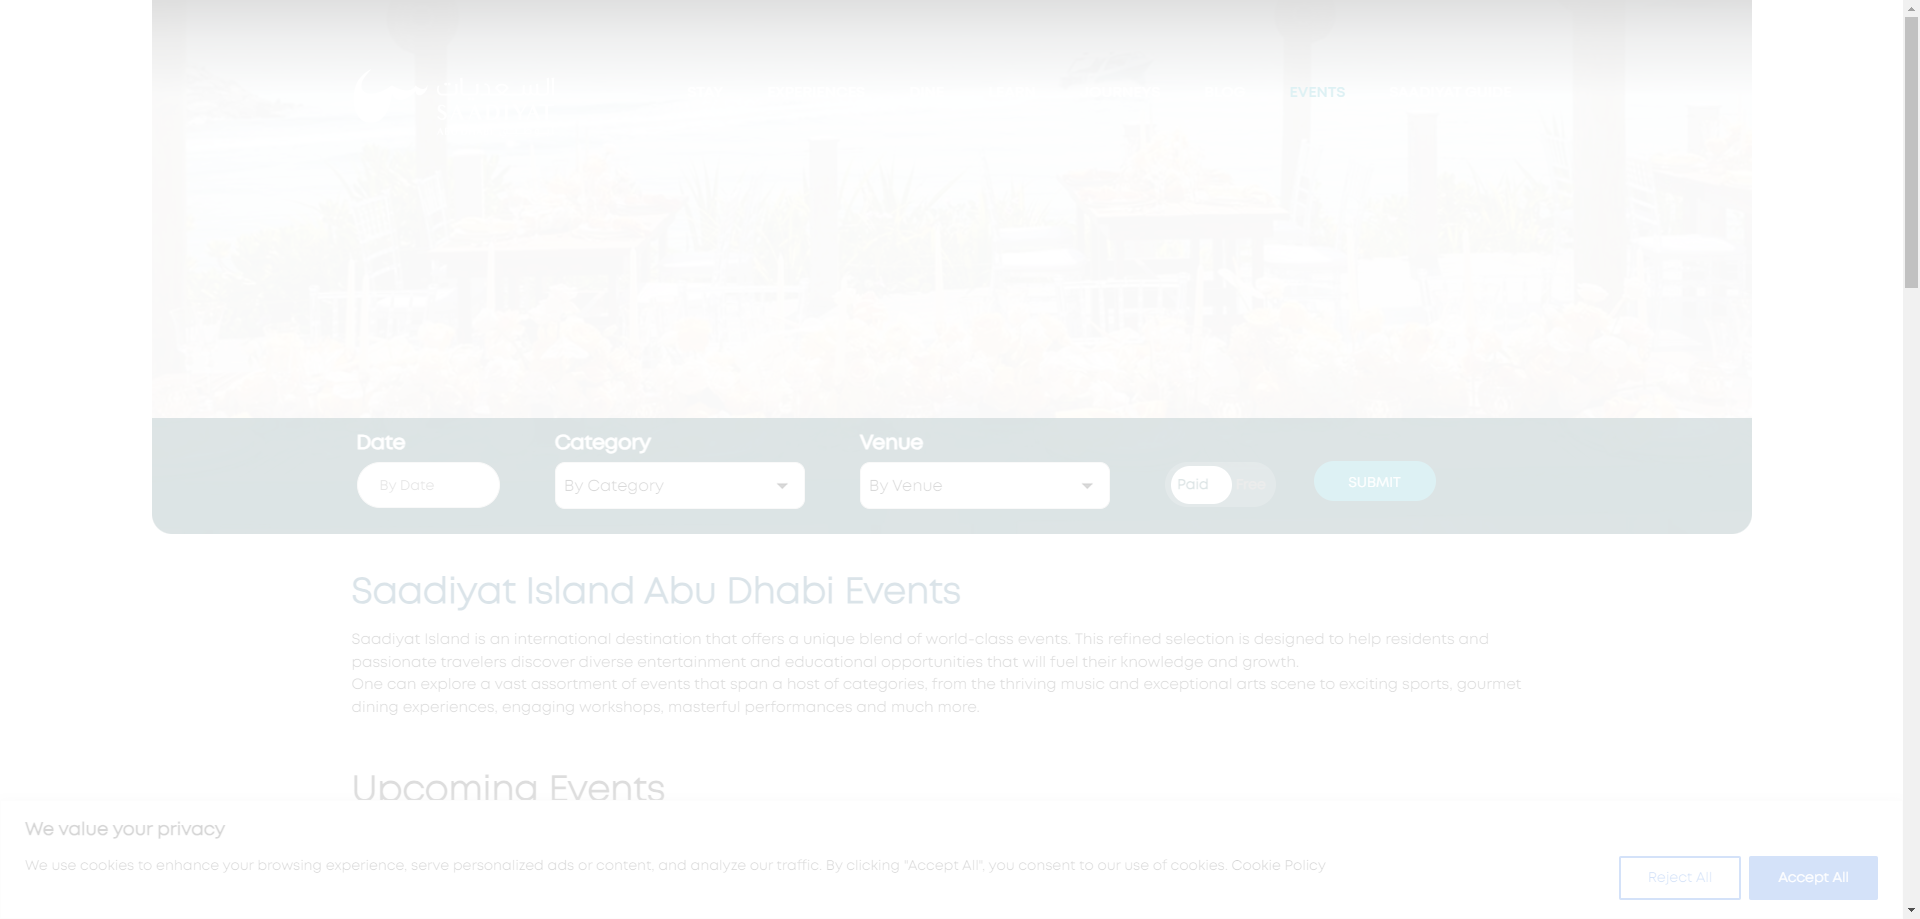 EVENTS
Date
Category
Venue
By Date
By Category
By Venue
Paid
Free
SUBMIT
Saadiyat Island Abu Dhabi Events
Saadiyat Island is an international destination that offers a unique blend of world-class events. This refined selection is designed to help residents and
passionate travelers discover diverse entertainment and educational opportunities that will fuel their knowledge and growth.
One can explore a vast assortment of events that span a host of categories, from the thriving music and exceptional arts scene to exciting sports, gourmet
dining experiences, engaging workshops, masterful performances and much more.
Upcoming Events
We value your privacy
We use cookies to enhance your browsing experience, serve personalized ads or content, and analyze our traffic. By clicking "Accept All", you consent to our use of cookies. Cookie Policy
Reject All
Accept All